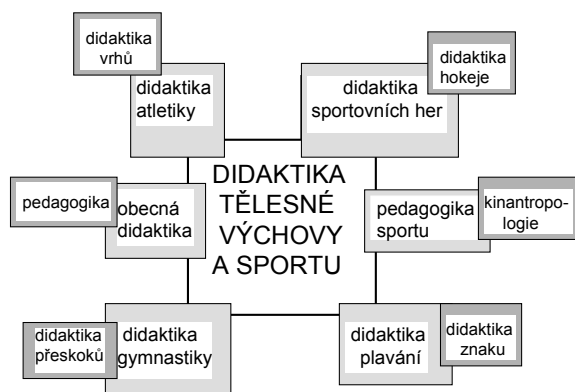 didaktika
vrhů
didaktika
atletiky
didaktika
sportovních her
didaktika
hokeje
DIDAKTIKA
TĚLESNÉ
VÝCHOVY
A SPORTU
pedagogika
obecná
didaktika
pedagogika
sportu
kinantropo-
logie
didaktika
přeskoků
didaktika
gymnastiky
didaktika
plavání
didaktika
znaku